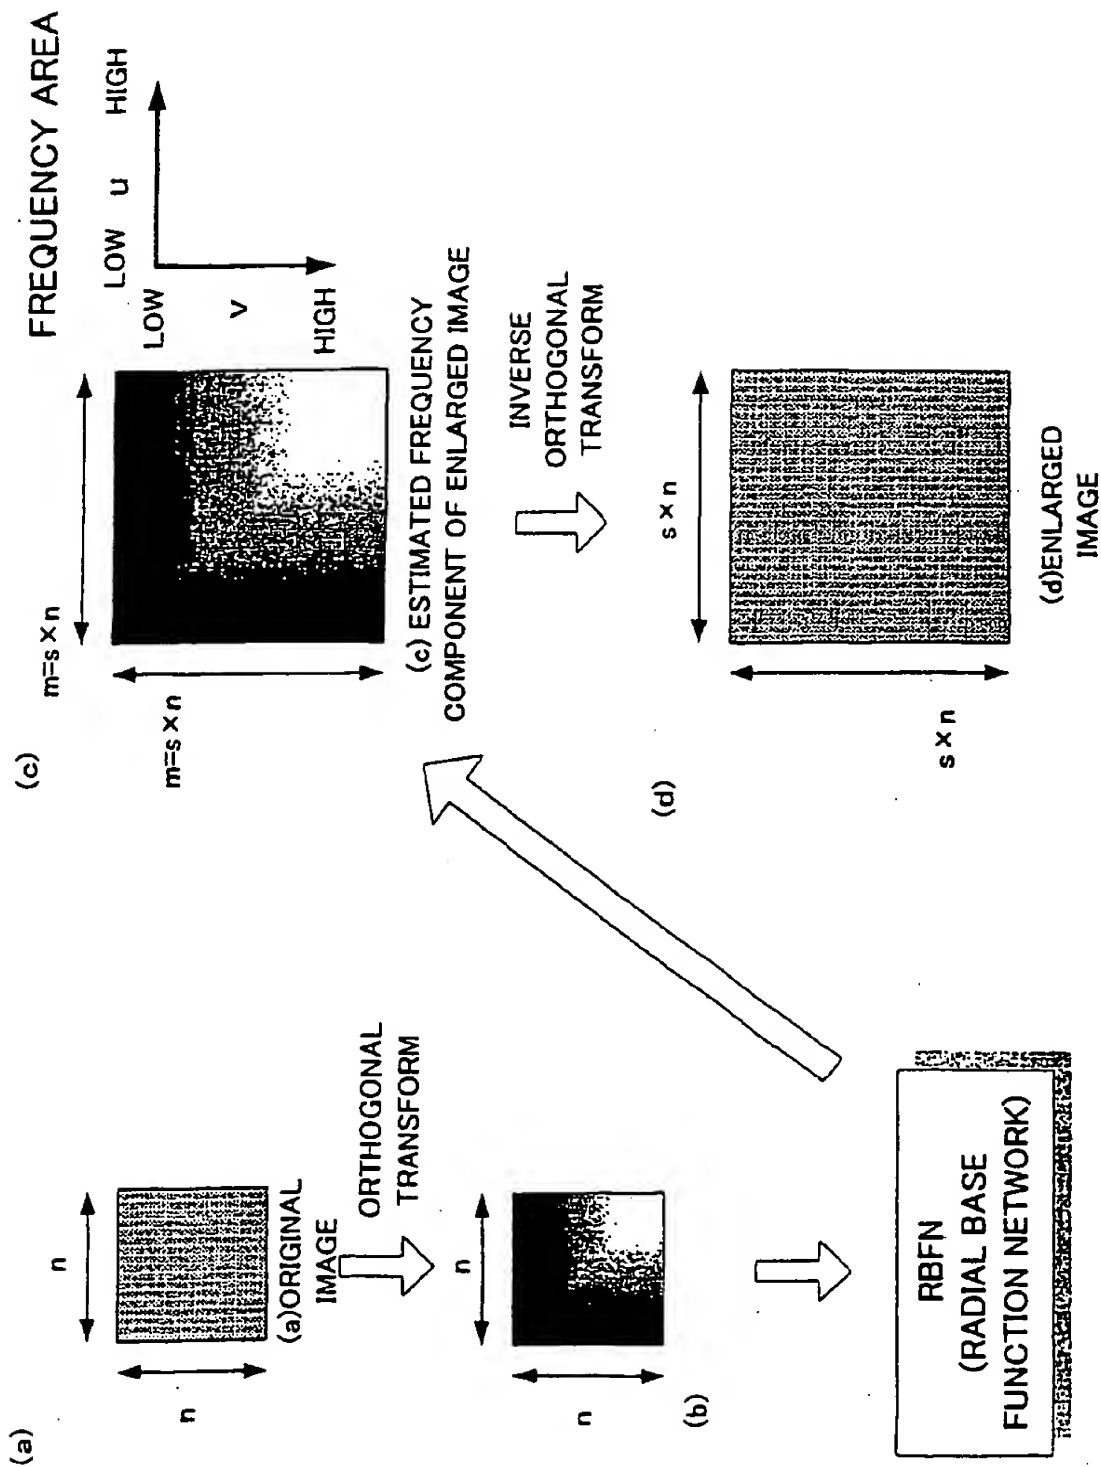 (a)
n
n
(a)ORIGINAL
IMAGE
ORTHOGONAL
TRANSFORM
n
n
(b)
RBFN
(RADIAL BASE
FUNCTION NETWORK)
(c)
m=s×n
m=s×n
FREQUENCY AREA
LOW u HIGH
LOW
v
HIGH
(c) ESTIMATED FREQUENCY
COMPONENT OF ENLARGED IMAGE
INVERSE
ORTHOGONAL
TRANSFORM
(d)
s×n
s×n
(d)ENLARGED
IMAGE